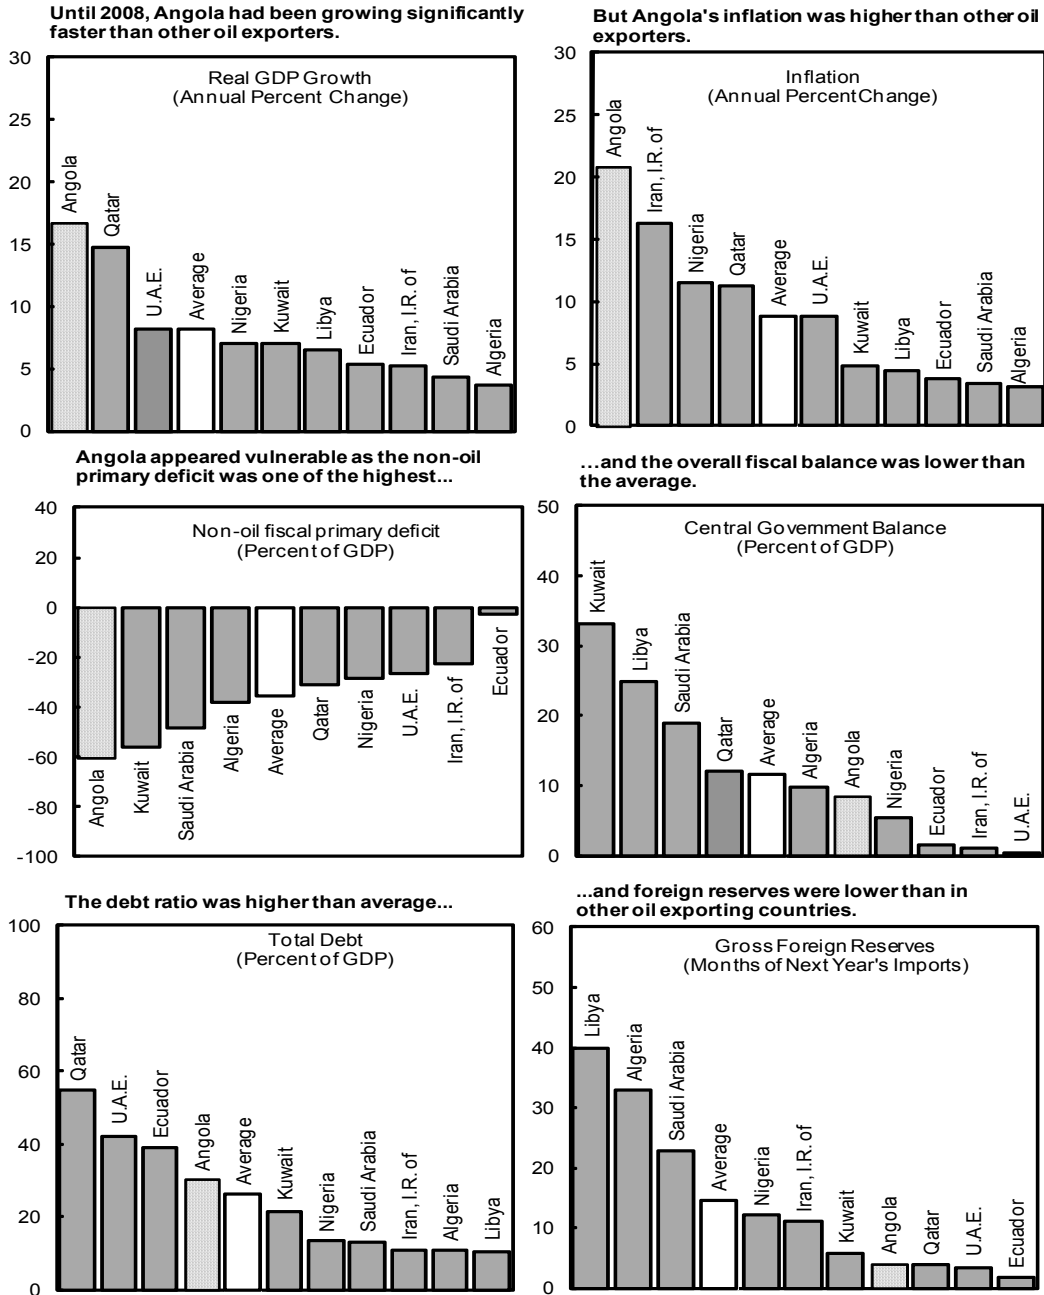 Until 2008, Angola had been growing significantly
faster than other oil exporters.
30
25
20
15
10
5
0
Real GDP Growth
(Annual Percent Change)
Angola
Qatar
U.A.E.
Average
Nigeria
Kuwait
Libya
Ecuador
Iran, I.R. of
Saudi Arabia
Algeria
But Angola's inflation was higher than other oil
exporters.
30
25
20
15
10
5
0
Inflation
(Annual Percent Change)
Angola
Iran, I.R. of
Nigeria
Qatar
Average
U.A.E.
Kuwait
Libya
Ecuador
Saudi Arabia
Algeria
Angola appeared vulnerable as the non-oil
primary deficit was one of the highest...
40
20
0
-20
-40
-60
-80
-100
Non-oil fiscal primary deficit
(Percent of GDP)
Angola
Kuwait
Saudi Arabia
Algeria
Average
Qatar
Nigeria
U.A.E.
Iran, I.R. of
Ecuador
...and the overall fiscal balance was lower than
the average.
50
40
30
20
10
0
Central Government Balance
(Percent of GDP)
Kuwait
Libya
Saudi Arabia
Qatar
Average
Algeria
Angola
Nigeria
Ecuador
Iran, I.R. of
U.A.E.
The debt ratio was higher than average...
100
80
60
40
20
0
Total Debt
(Percent of GDP)
Qatar
U.A.E.
Ecuador
Angola
Average
Kuwait
Nigeria
Saudi Arabia
Iran, I.R. of
Algeria
Libya
...and foreign reserves were lower than in
other oil exporting countries.
60
50
40
30
20
10
0
Gross Foreign Reserves
(Months of Next Year's Imports)
Libya
Algeria
Saudi Arabia
Average
Nigeria
Iran, I.R. of
Kuwait
Angola
Qatar
U.A.E.
Ecuador